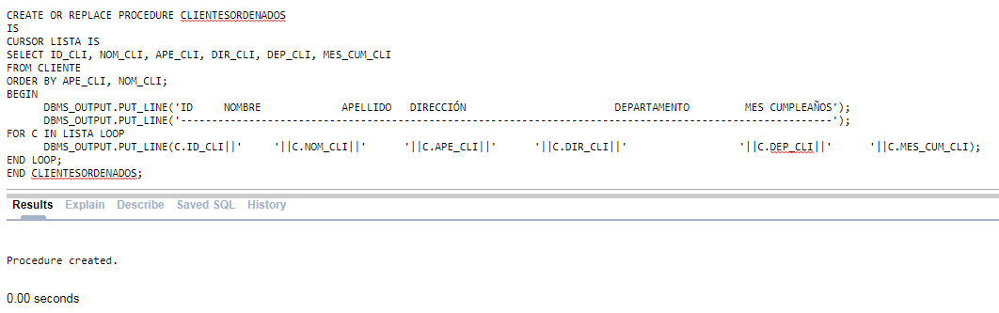 CREATE OR REPLACE PROCEDURE CLIENTESORDENADOS
IS
CURSOR LISTA IS
SELECT ID_CLI, NOM_CLI, APE_CLI, DIR_CLI, DEP_CLI, MES_CUM_CLI
FROM CLIENTE
ORDER BY APE_CLI, NOM_CLI;
BEGIN
      DBMS_OUTPUT.PUT_LINE('ID     NOMBRE             APELLIDO   DIRECCIÓN                        DEPARTAMENTO         MES CUMPLEAÑOS');
      DBMS_OUTPUT.PUT_LINE('---------------------------------------------------------------------------------------------------------');
FOR C IN LISTA LOOP
      DBMS_OUTPUT.PUT_LINE(C.ID_CLI||'     '||C.NOM_CLI||'      '||C.APE_CLI||'      '||C.DIR_CLI||'                  '||C.DEP_CLI||'      '||C.MES_CUM_CLI);
END LOOP;
END CLIENTESORDENADOS;
Results Explain Describe Saved SQL History
Procedure created.
0.00 seconds